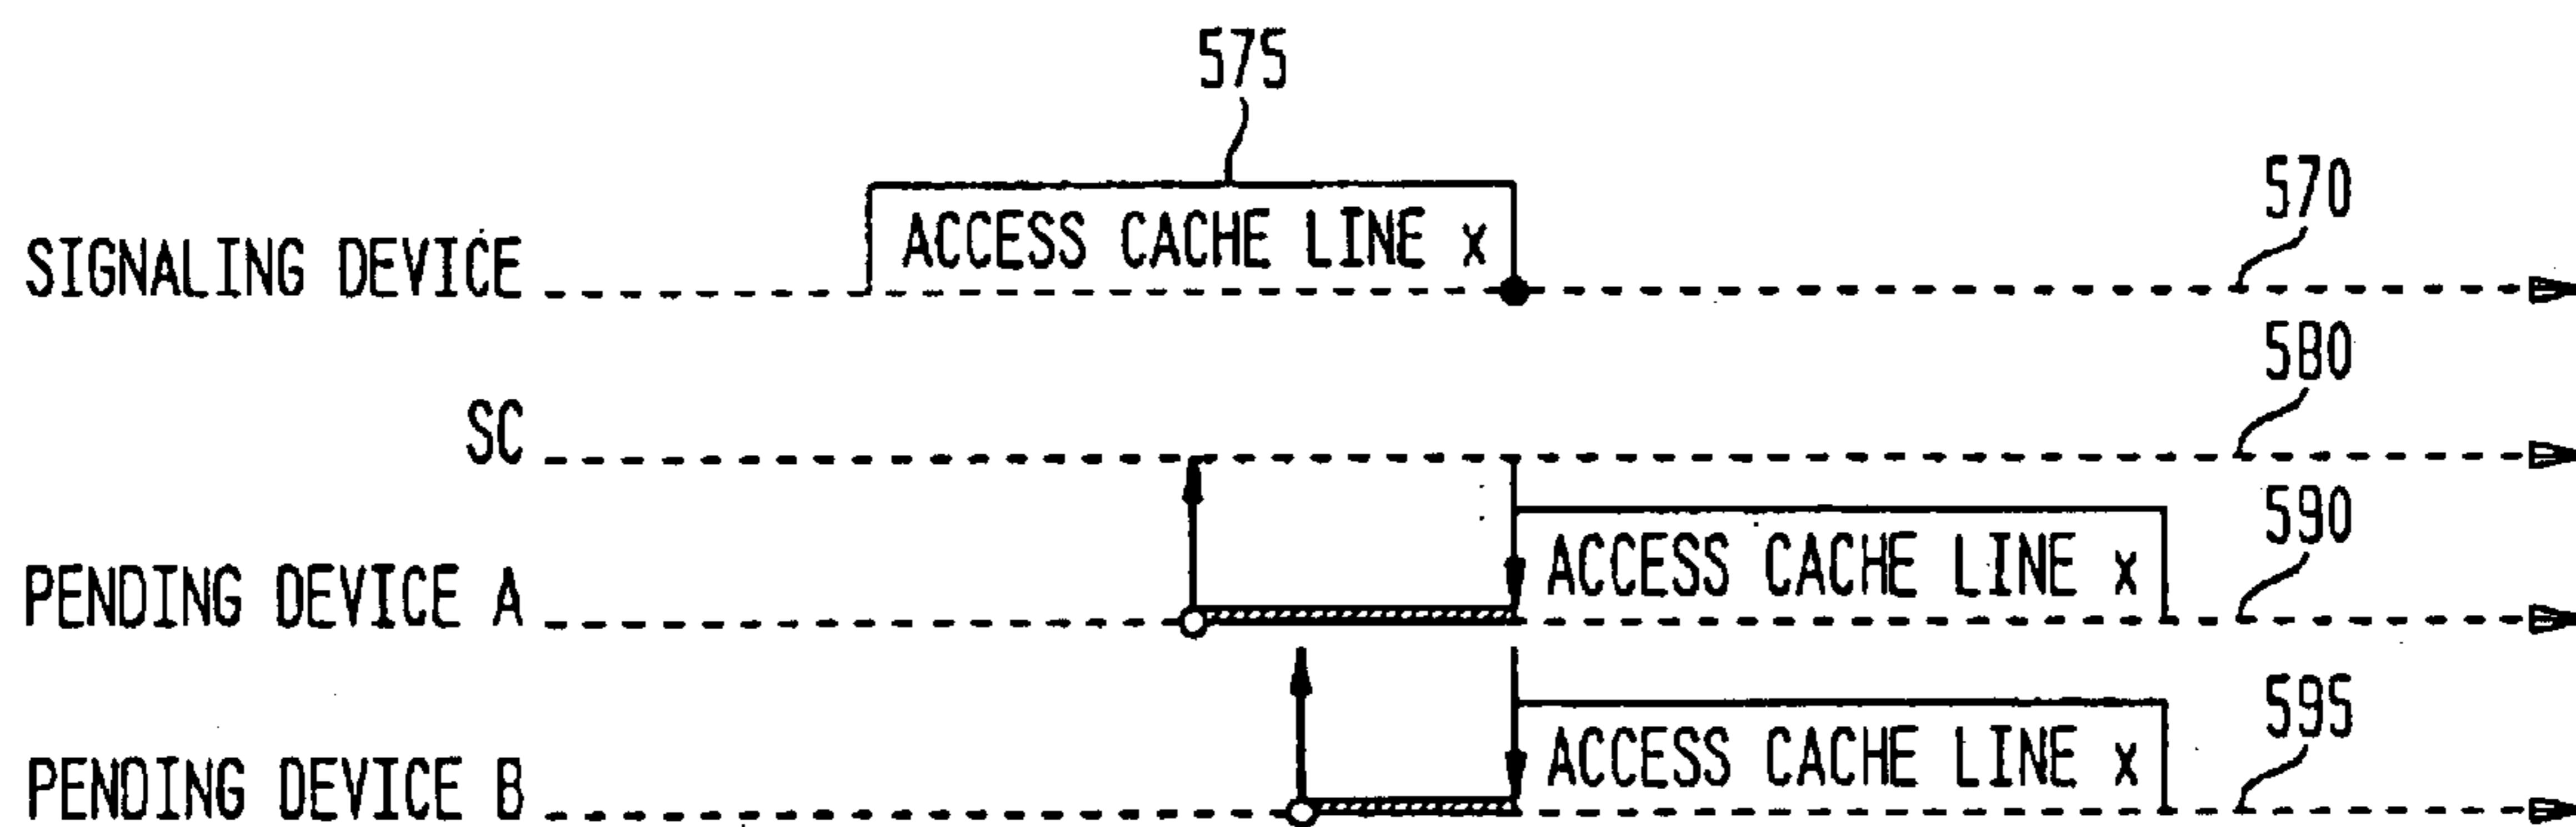 575
570
SIGNALING DEVICE
ACCESS CACHE LINE x
580
SC
590
PENDING DEVICE A
ACCESS CACHE LINE x
595
PENDING DEVICE B
ACCESS CACHE LINE x